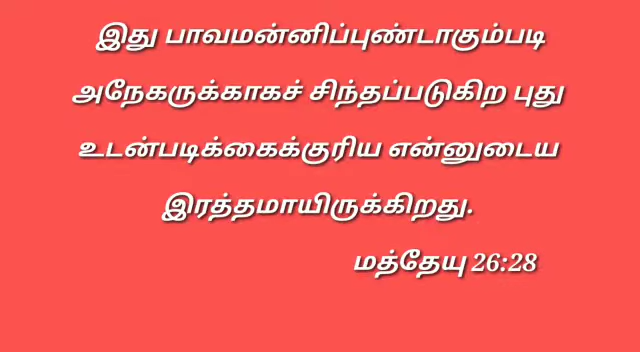 இது பாவமன்னிப்புண்டாகும்படி
அநேகருக்காகச் சிந்தப்படுகிற புது
உடன்படிக்கைக்குரிய என்னுடைய
இரத்தமாயிருக்கிறது.
மத்தேயு 26:28